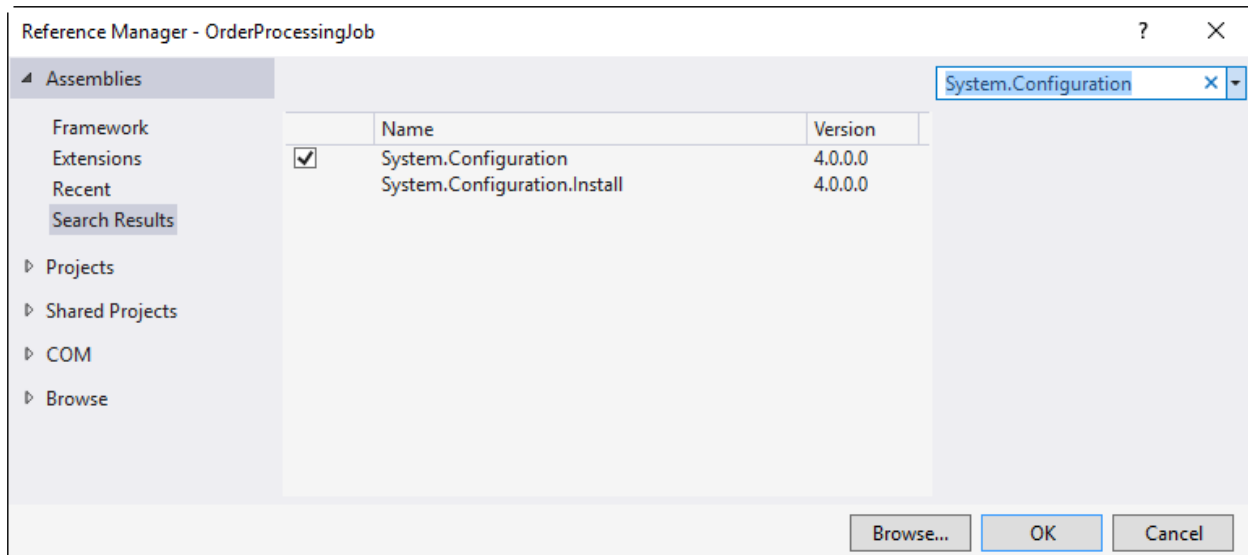 Reference Manager - OrderProcessingJob
?
Assemblies
System.Configuration
Framework
Extensions
Recent
Search Results
Projects
Shared Projects
COM
Browse
Name Version
System.Configuration 4.0.0.0
System.Configuration.Install 4.0.0.0
Browse...
OK
Cancel